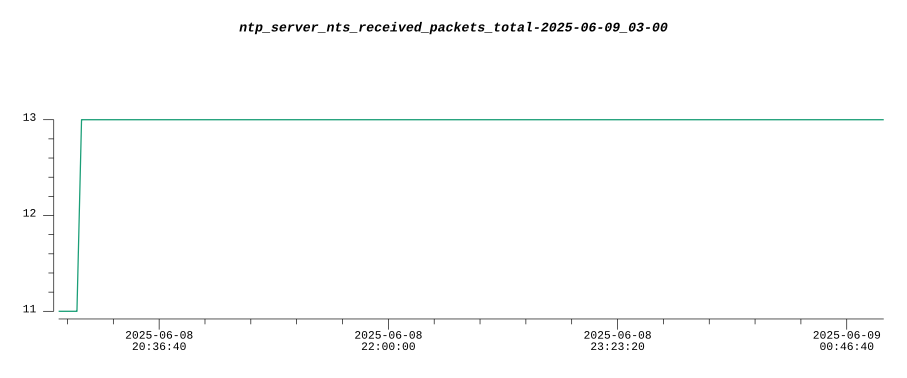 ntp_server_nts_received_packets_total-2025-06-09_03-00
13
12
11
2025-06-08 2025-06-08 2025-06-08 2025-06-09
20:36:40 22:00:00 23:23:20 00:46:40